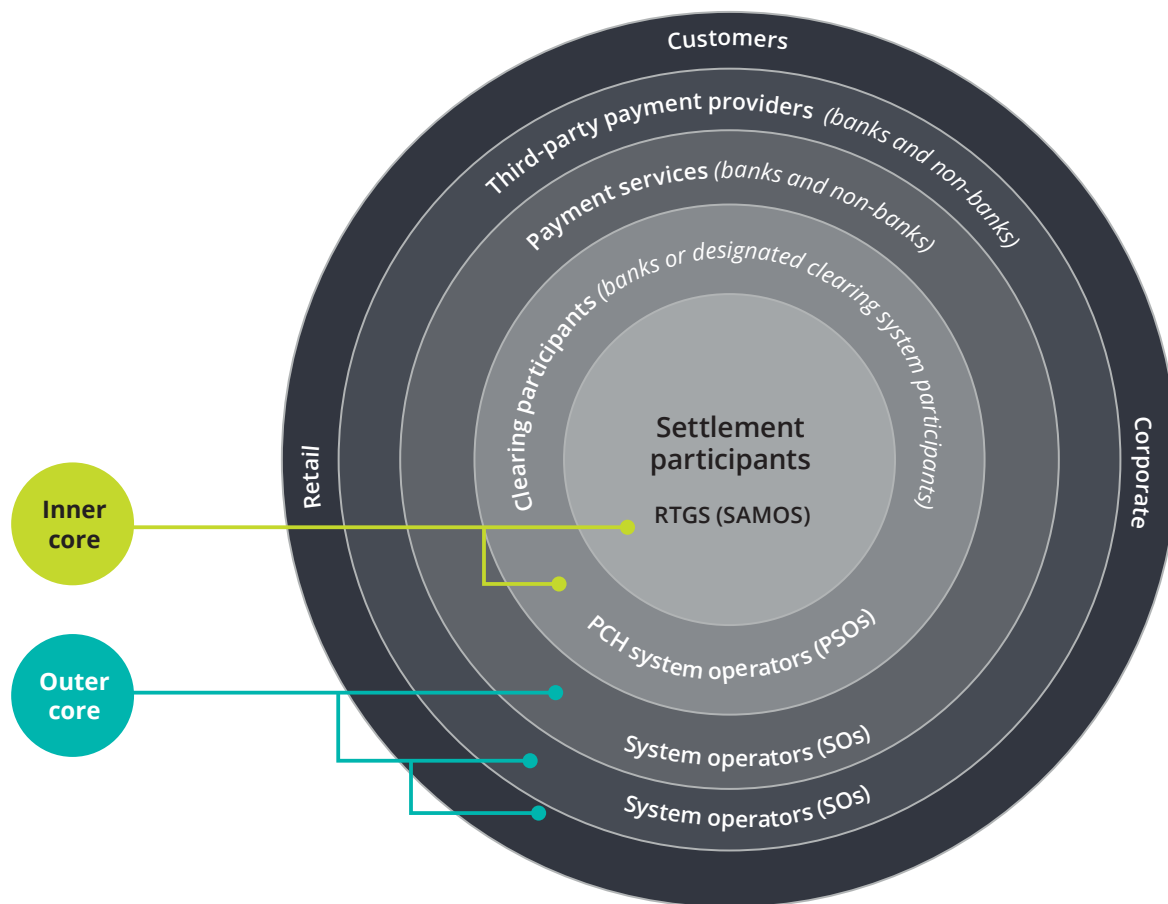 Customers
Third-party payment providers (banks and non-banks)
Payment services (banks and non-banks)
Clearing participants (banks or designated clearing system participants)
Settlement
participants
RTGS (SAMOS)
Retail
Corporate
Inner
core
PCH system operators (PSOs)
Outer
core
System operators (SOs)
System operators (SOs)